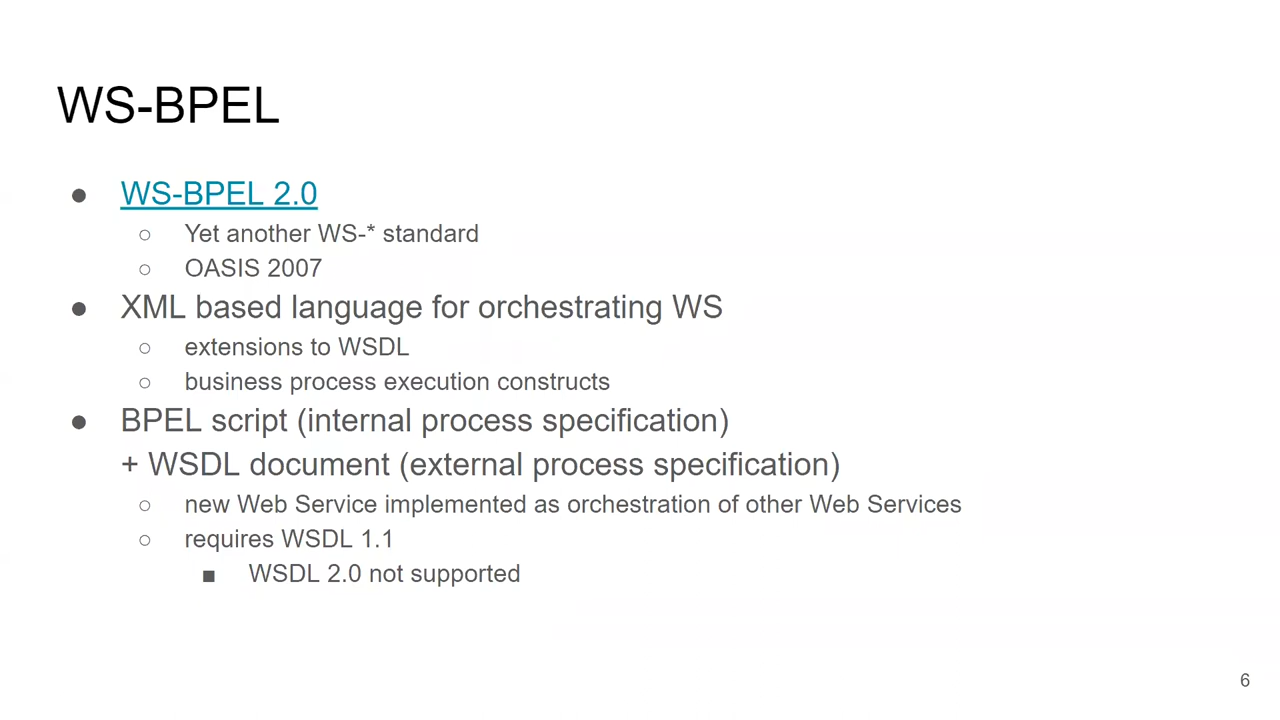 WS-BPEL
● WS-BPEL 2.0
○ Yet another WS-* standard
○ OASIS 2007
● XML based language for orchestrating WS
○ extensions to WSDL
○ business process execution constructs
● BPEL script (internal process specification)
+ WSDL document (external process specification)
○ new Web Service implemented as orchestration of other Web Services
○ requires WSDL 1.1
■ WSDL 2.0 not supported
6